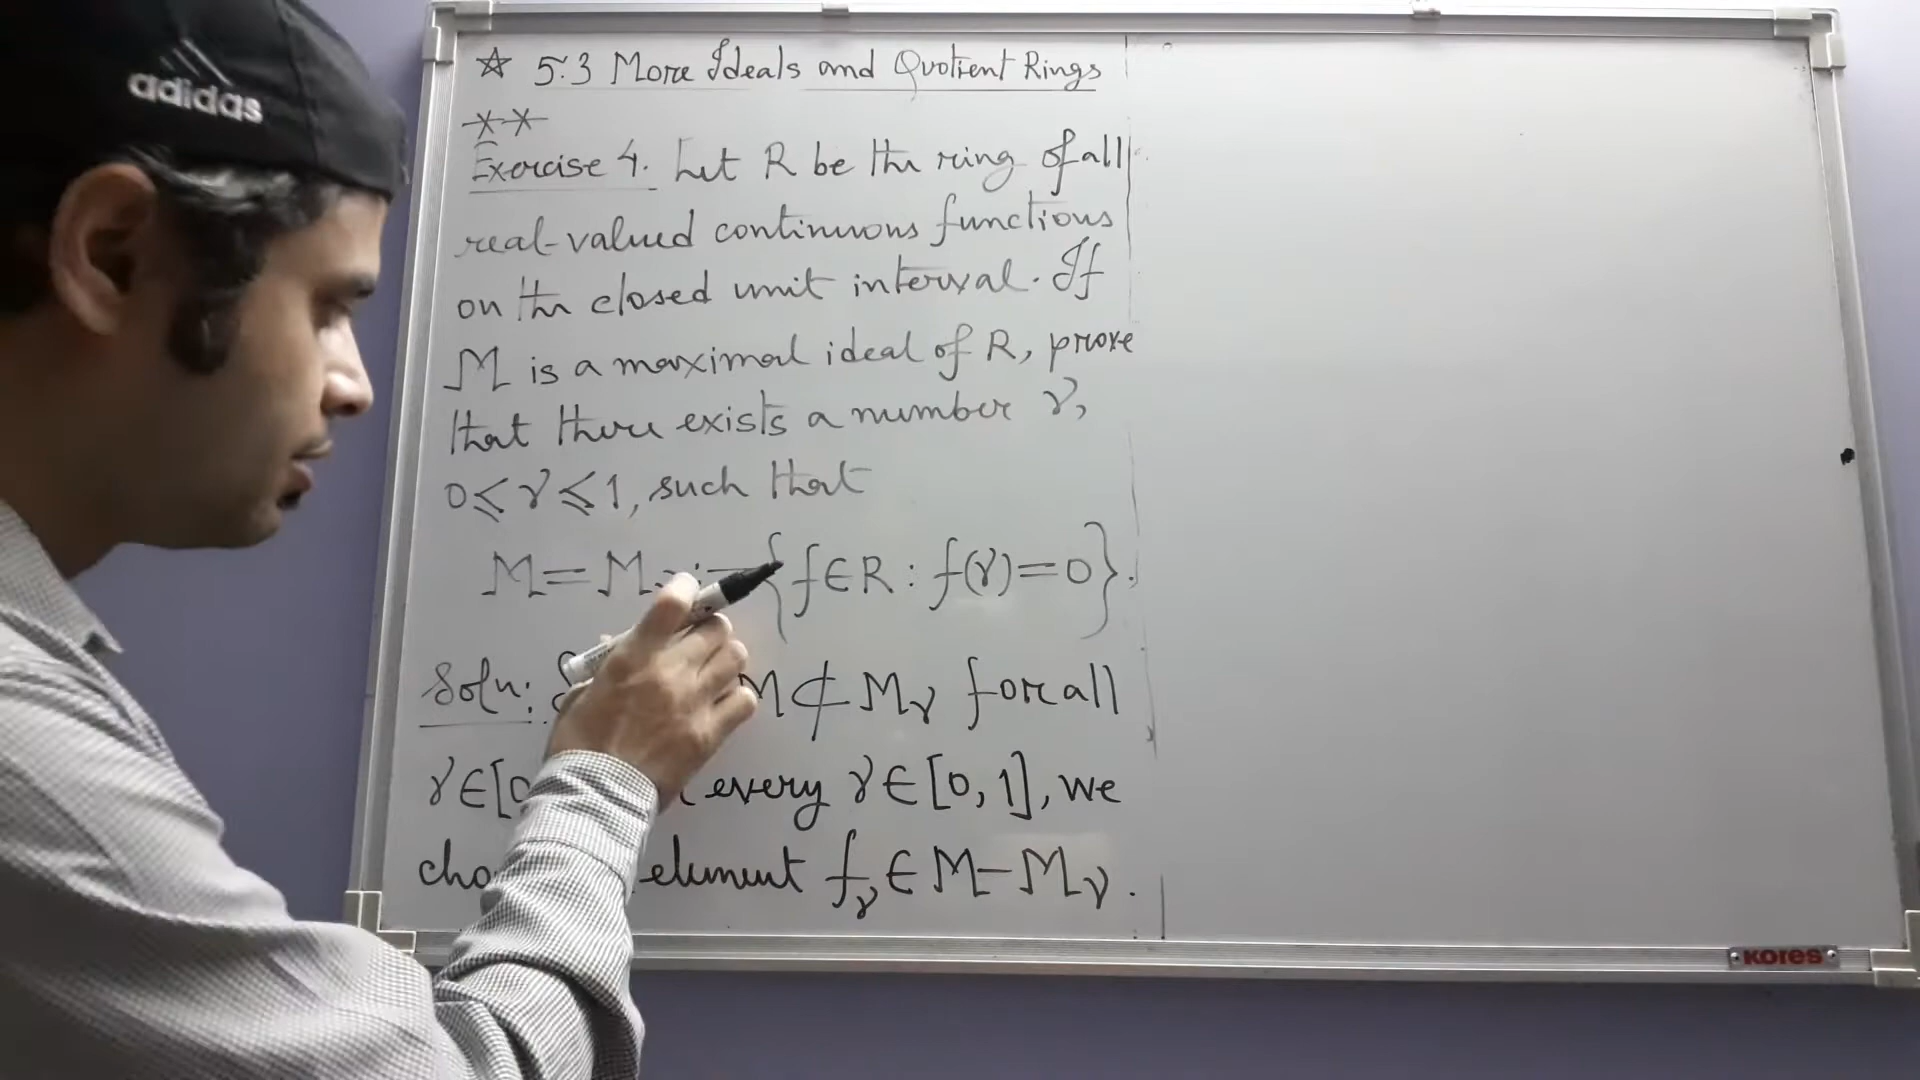 adidas
☆ 5.3 More Ideals and Quotient Rings
**
Exercise 4. Let R be the ring of all
real-valued continuous functions
on the closed unit interval. If
M is a maximal ideal of R, prove
that there exists a number γ,
0 ≤ γ ≤ 1, such that
M = M {f ∈ R : f(γ) = 0}.
Soln: M ⊄ Mγ for all
γ ∈ [0 every γ ∈ [0, 1], we
element fγ ∈ M - Mγ.
KORES